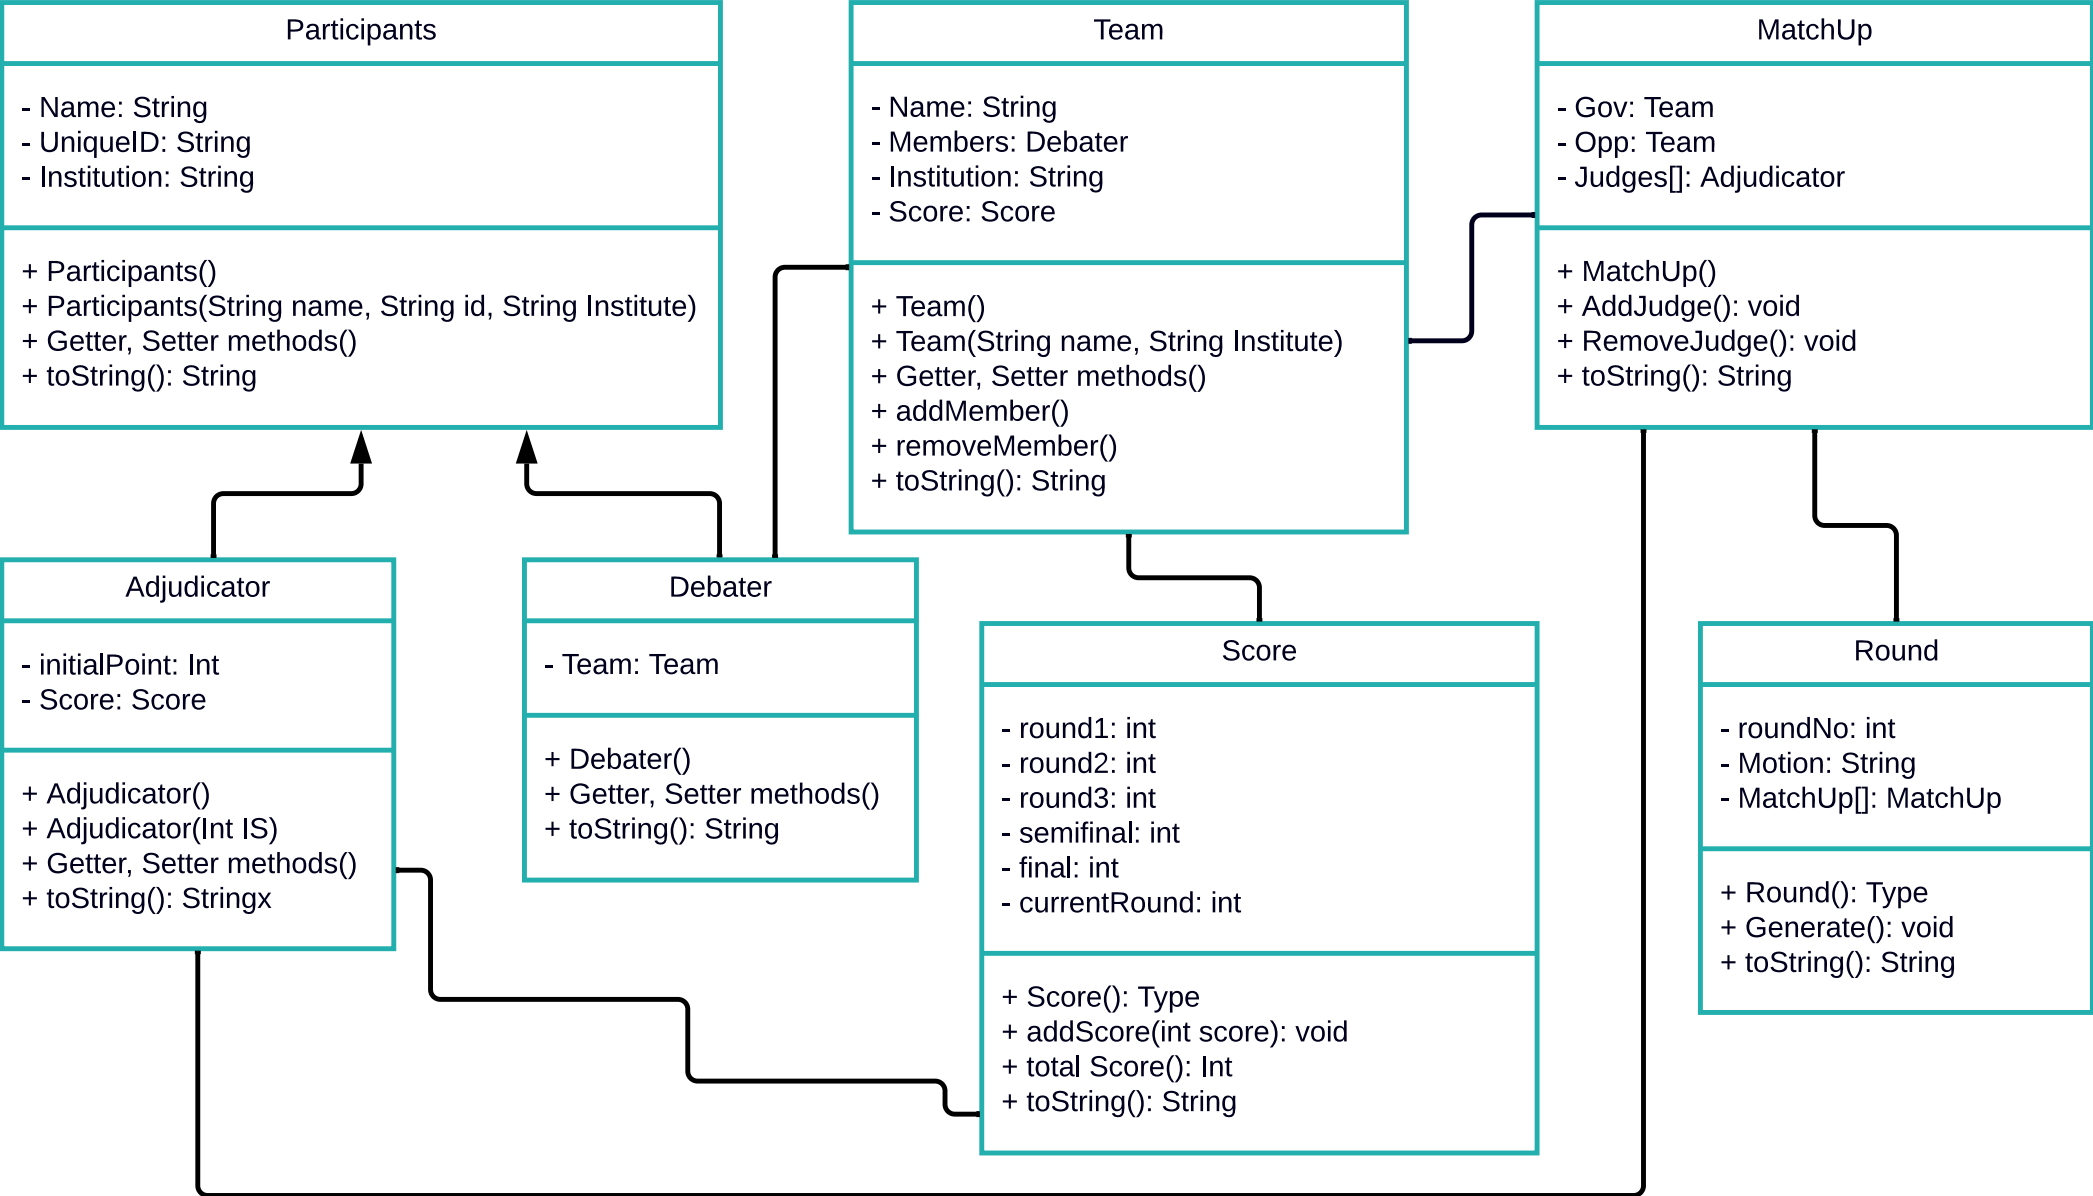 Participants
- Name: String
- UniqueID: String
- Institution: String
+ Participants()
+ Participants(String name, String id, String Institute)
+ Getter, Setter methods()
+ toString(): String
Team
- Name: String
- Members: Debater
- Institution: String
- Score: Score
+ Team()
+ Team(String name, String Institute)
+ Getter, Setter methods()
+ addMember()
+ removeMember()
+ toString(): String
MatchUp
- Gov: Team
- Opp: Team
- Judges[]: Adjudicator
+ MatchUp()
+ AddJudge(): void
+ RemoveJudge(): void
+ toString(): String
Adjudicator
- initialPoint: Int
- Score: Score
+ Adjudicator()
+ Adjudicator(Int IS)
+ Getter, Setter methods()
+ toString(): Stringx
Debater
- Team: Team
+ Debater()
+ Getter, Setter methods()
+ toString(): String
Score
- round1: int
- round2: int
- round3: int
- semifinal: int
- final: int
- currentRound: int
+ Score(): Type
+ addScore(int score): void
+ total Score(): Int
+ toString(): String
Round
- roundNo: int
- Motion: String
- MatchUp[]: MatchUp
+ Round(): Type
+ Generate(): void
+ toString(): String